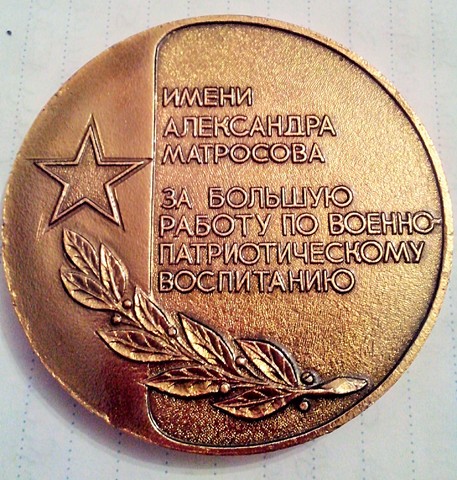 ИМЕНИ
АЛЕКСАНДРА
МАТРОСОВА
ЗА БОЛЬШУЮ
РАБОТУ ПО ВОЕННО-
ПАТРИОТИЧЕСКОМУ
ВОСПИТАНИЮ